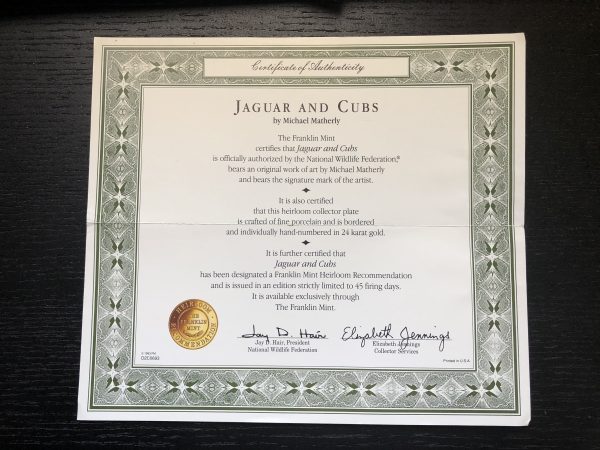 Certificate of Authenticity
JAGUAR AND CUBS
by Michael Matherly
The Franklin Mint
certifies that Jaguar and Cubs
is officially authorized by the National Wildlife Federation,®
bears an original work of art by Michael Matherly
and bears the signature mark of the artist.
It is also certified
that this heirloom collector plate
is crafted of fine porcelain and is bordered
and individually hand-numbered in 24 karat gold.
It is further certified that
Jaguar and Cubs
has been designated a Franklin Mint Heirloom Recommendation
and is issued in an edition strictly limited to 45 firing days.
It is available exclusively through
The Franklin Mint.
HEIRLOOM
THE
FRANKLIN
MINT
RECOMMENDATION
Jay D. Hair
Elizabeth Jennings
Jay D. Hair, President
National Wildlife Federation
Elizabeth Jennings
Collector Services
Printed in U.S.A.